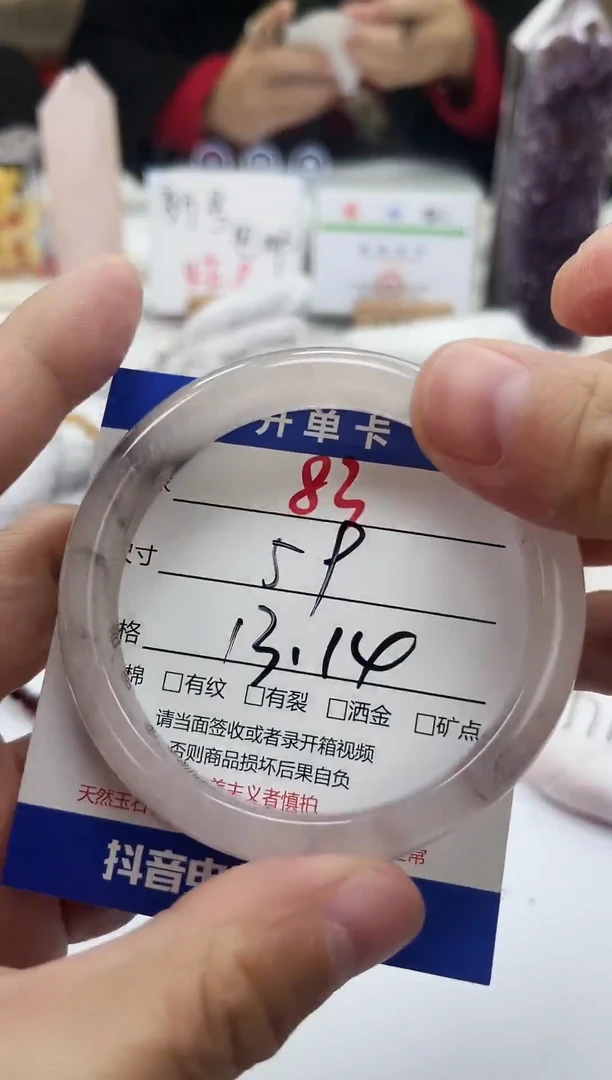 开单卡
83
尺寸 59
格 13.14
棉 □有纹 □有裂 □洒金 □矿点
请当面签收或者录开箱视频
否则商品损坏后果自负
天然玉石 美主义者慎拍
抖音电